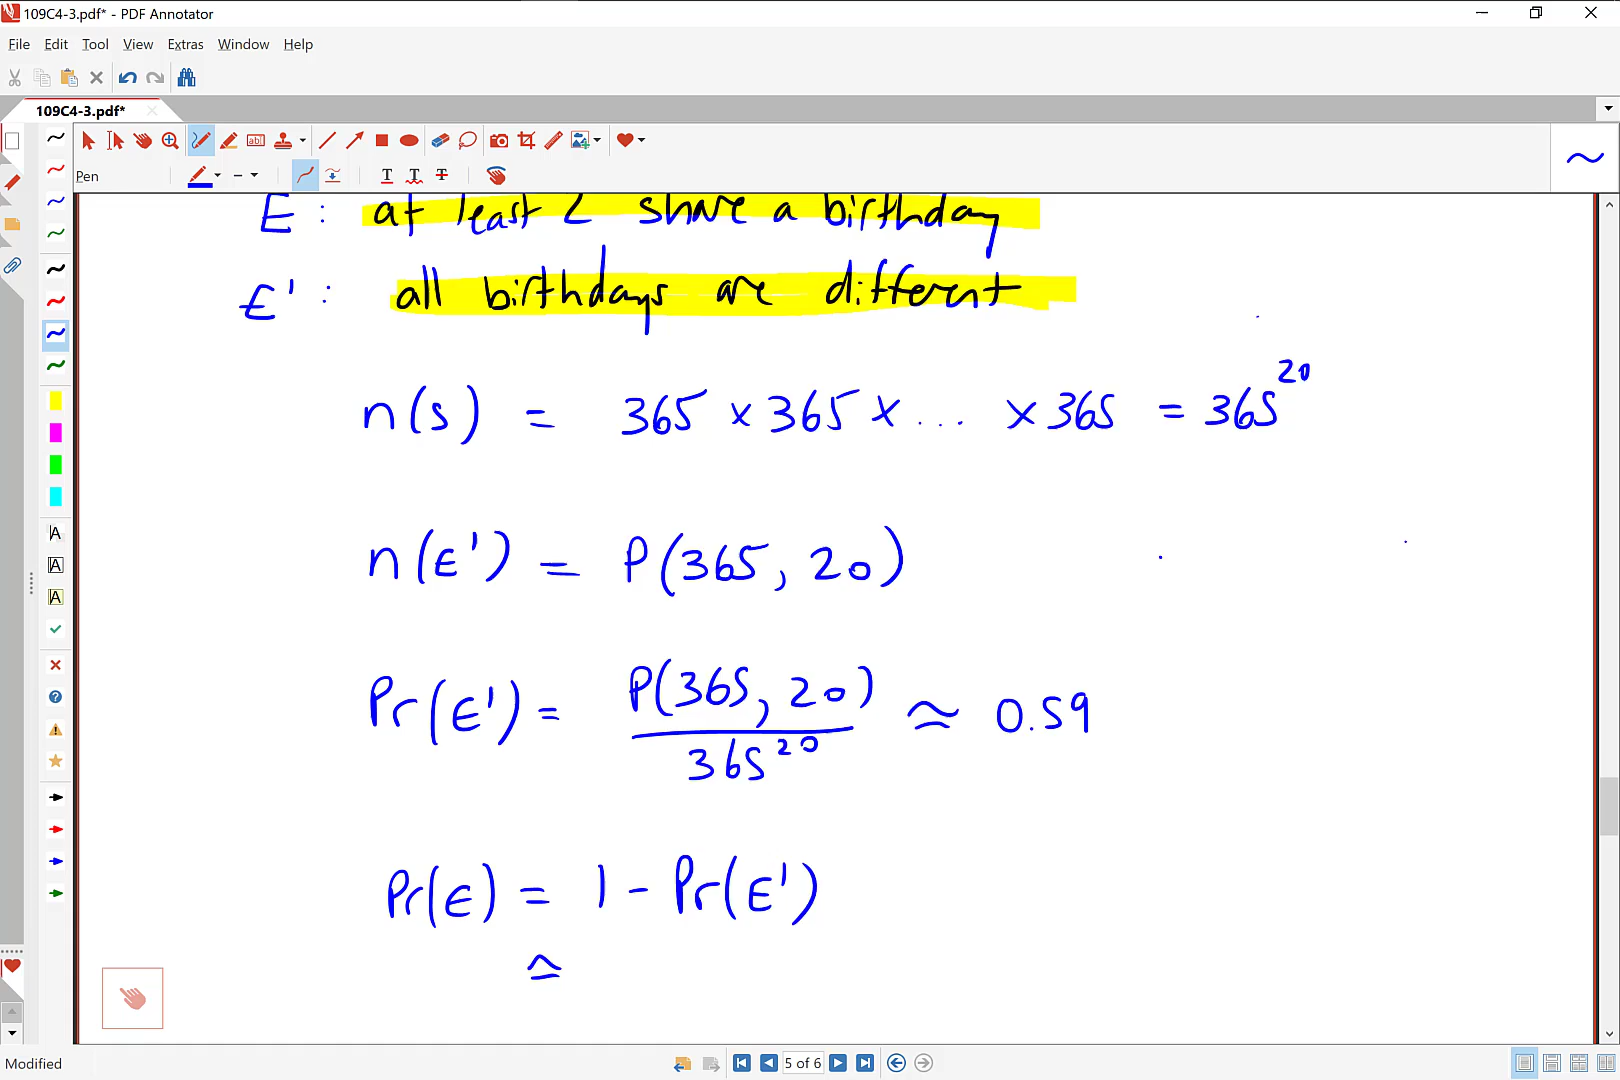 109C4-3.pdf* - PDF Annotator
File Edit Tool View Extras Window Help
109C4-3.pdf*
Pen
E : at least 2 share a birthday
E' : all birthdays are different
n(s) = 365 × 365 × ... × 365 = 365^20
n(E') = P(365, 20)
Pr(E') = P(365, 20) / 365^20 ≈ 0.59
Pr(E) = 1 - Pr(E')
≃
Modified
5 of 6